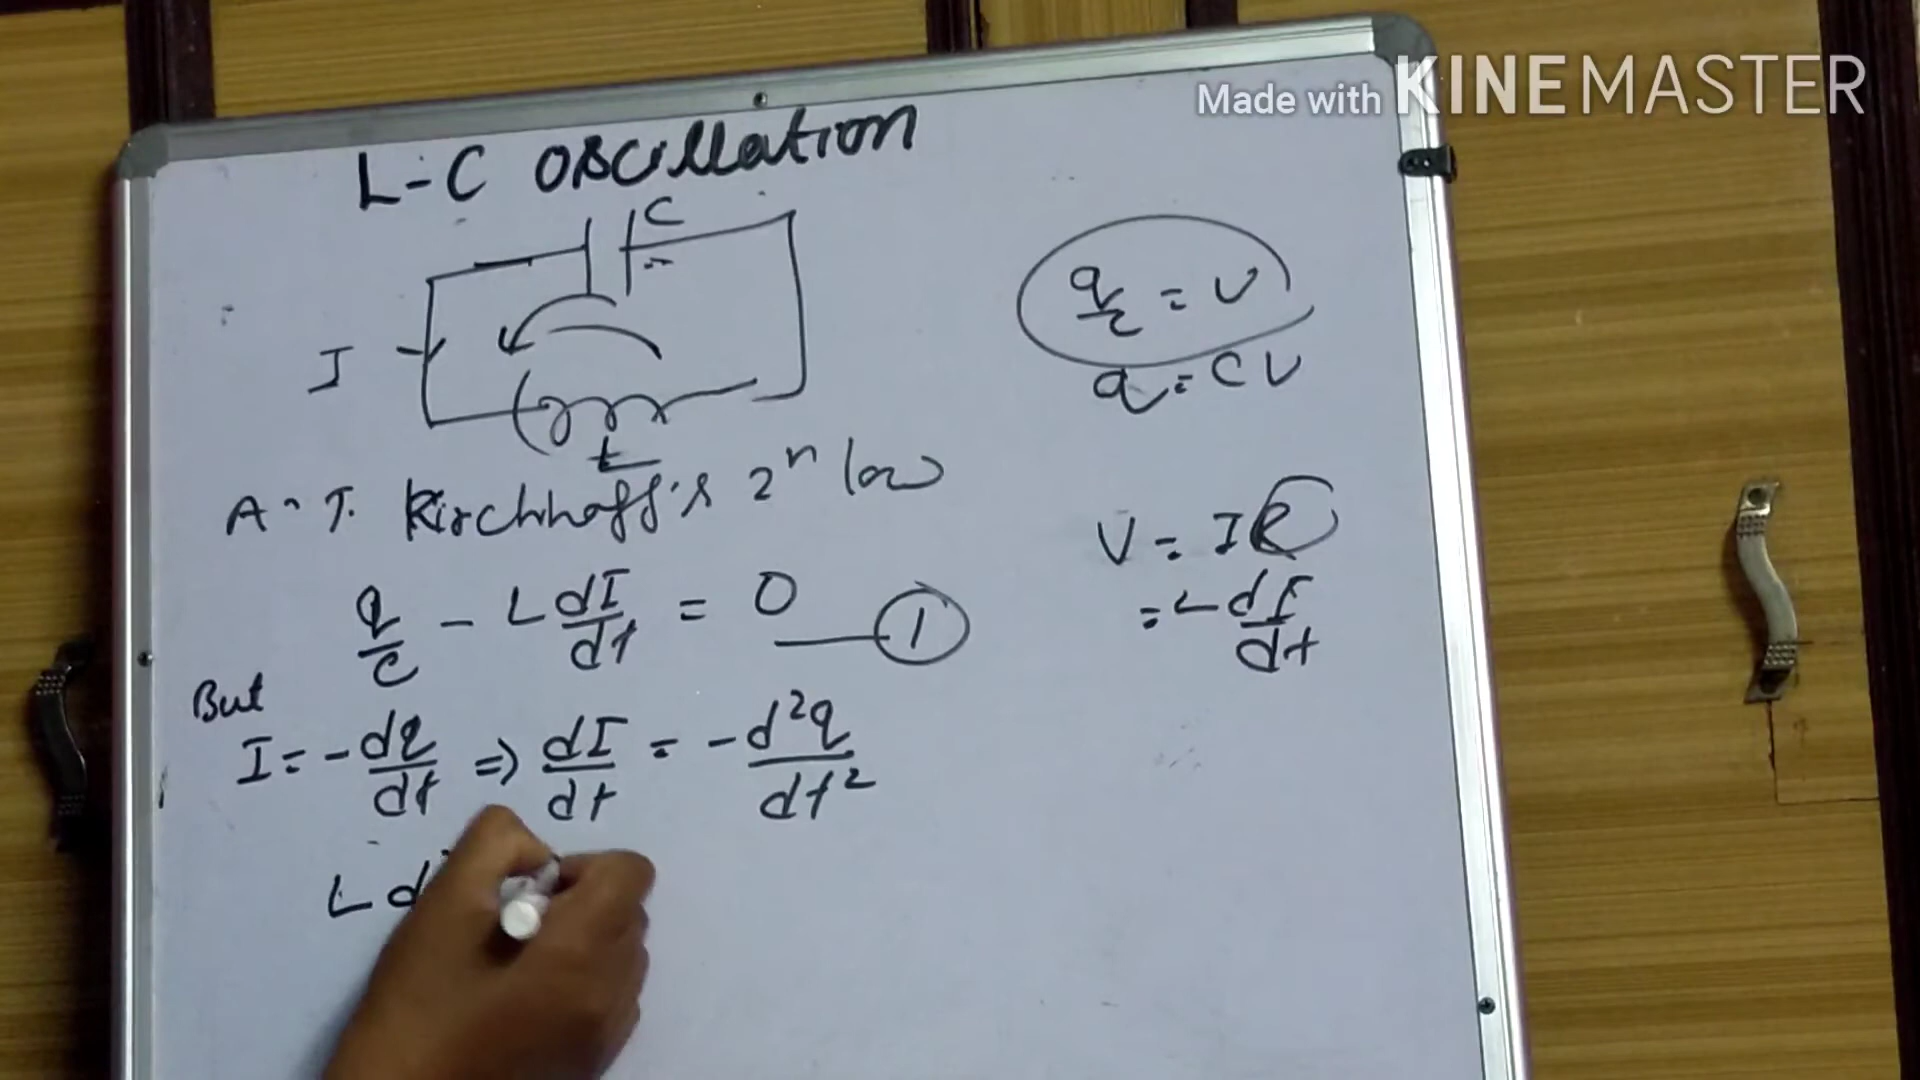 Made with KINEMASTER
L-C Oscillation
C
I
L
q/c = V
q = CV
A.T. Kirchhoff's 2n law
q/c - L dI/dt = 0 —— 1
V = IR
= L dI/dt
But
I = - dq/dt ⇒ dI/dt = - d²q/dt²
L d